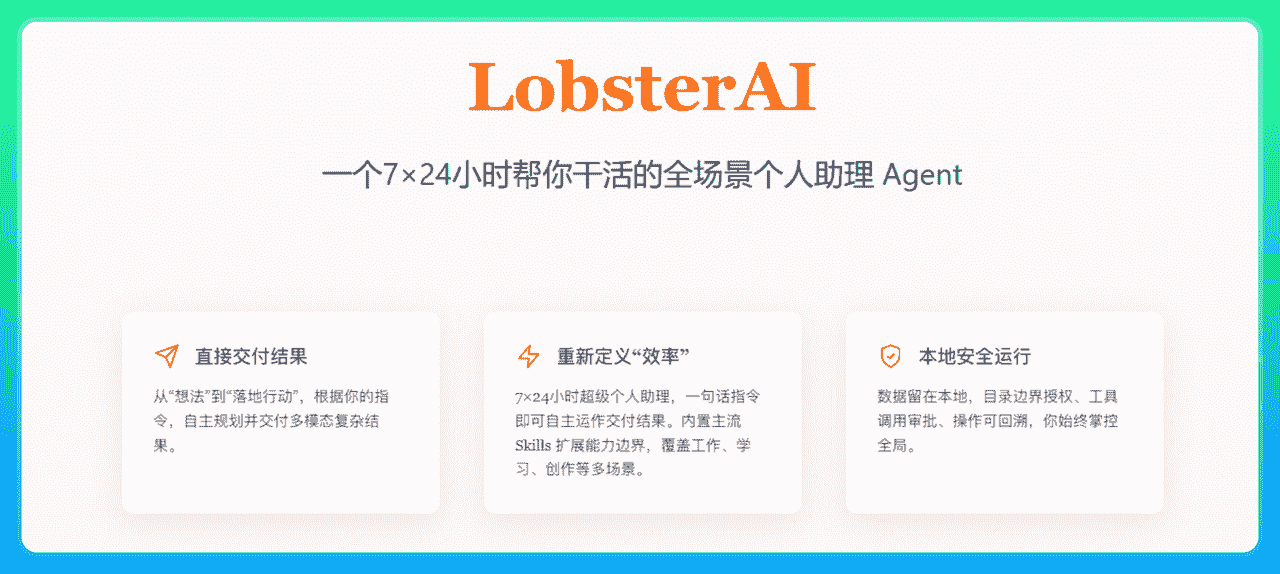 LobsterAI
一个7×24小时帮你干活的全场景个人助理 Agent
直接交付结果
从“想法”到“落地行动”，根据你的指
令，自主规划并交付多模态复杂结
果。
重新定义“效率”
7×24小时超级个人助理，一句话指令
即可自主运作交付结果。内置主流
Skills 扩展能力边界，覆盖工作、学
习、创作等多场景。
本地安全运行
数据留在本地，目录边界授权、工具
调用审批、操作可回溯，你始终掌控
全局。